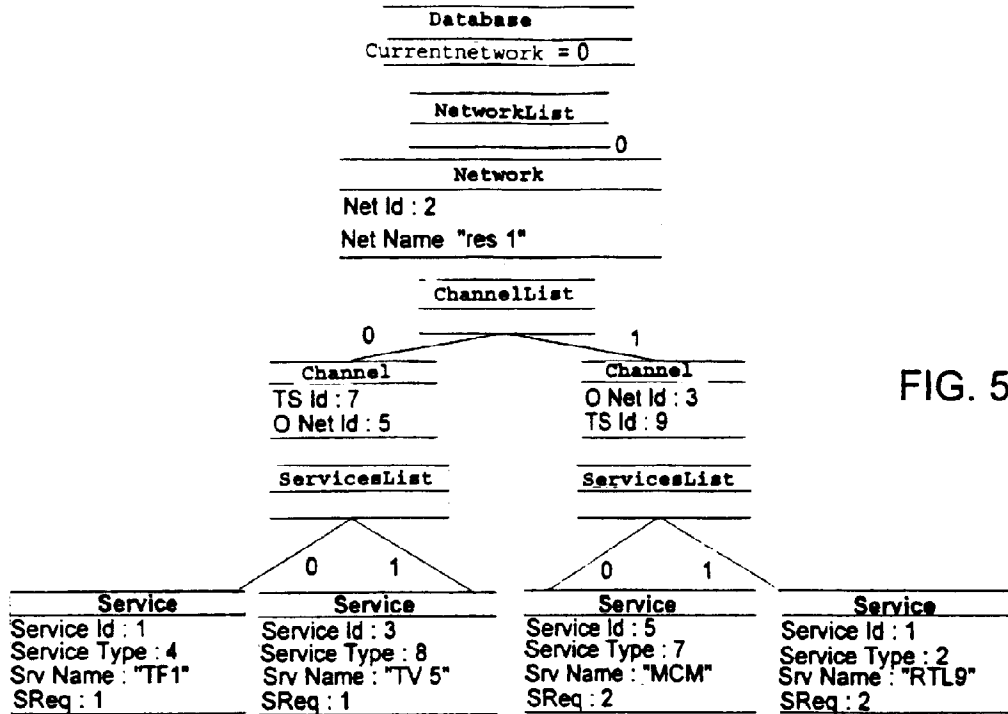 Database
Currentnetwork = 0
NetworkList
0
Network
Net Id : 2
Net Name "res 1"
ChannelList
0 1
Channel Channel
TS Id : 7 O Net Id : 3
O Net Id : 5 TS Id : 9
FIG. 5
ServicesList ServicesList
0 1 0 1
Service Service Service Service
Service Id : 1 Service Id : 3 Service Id : 5 Service Id : 1
Service Type : 4 Service Type : 8 Service Type : 7 Service Type : 2
Srv Name : "TF1" Srv Name : "TV 5" Srv Name : "MCM" Srv Name : "RTL9"
SReq : 1 SReq : 1 SReq : 2 SReq : 2